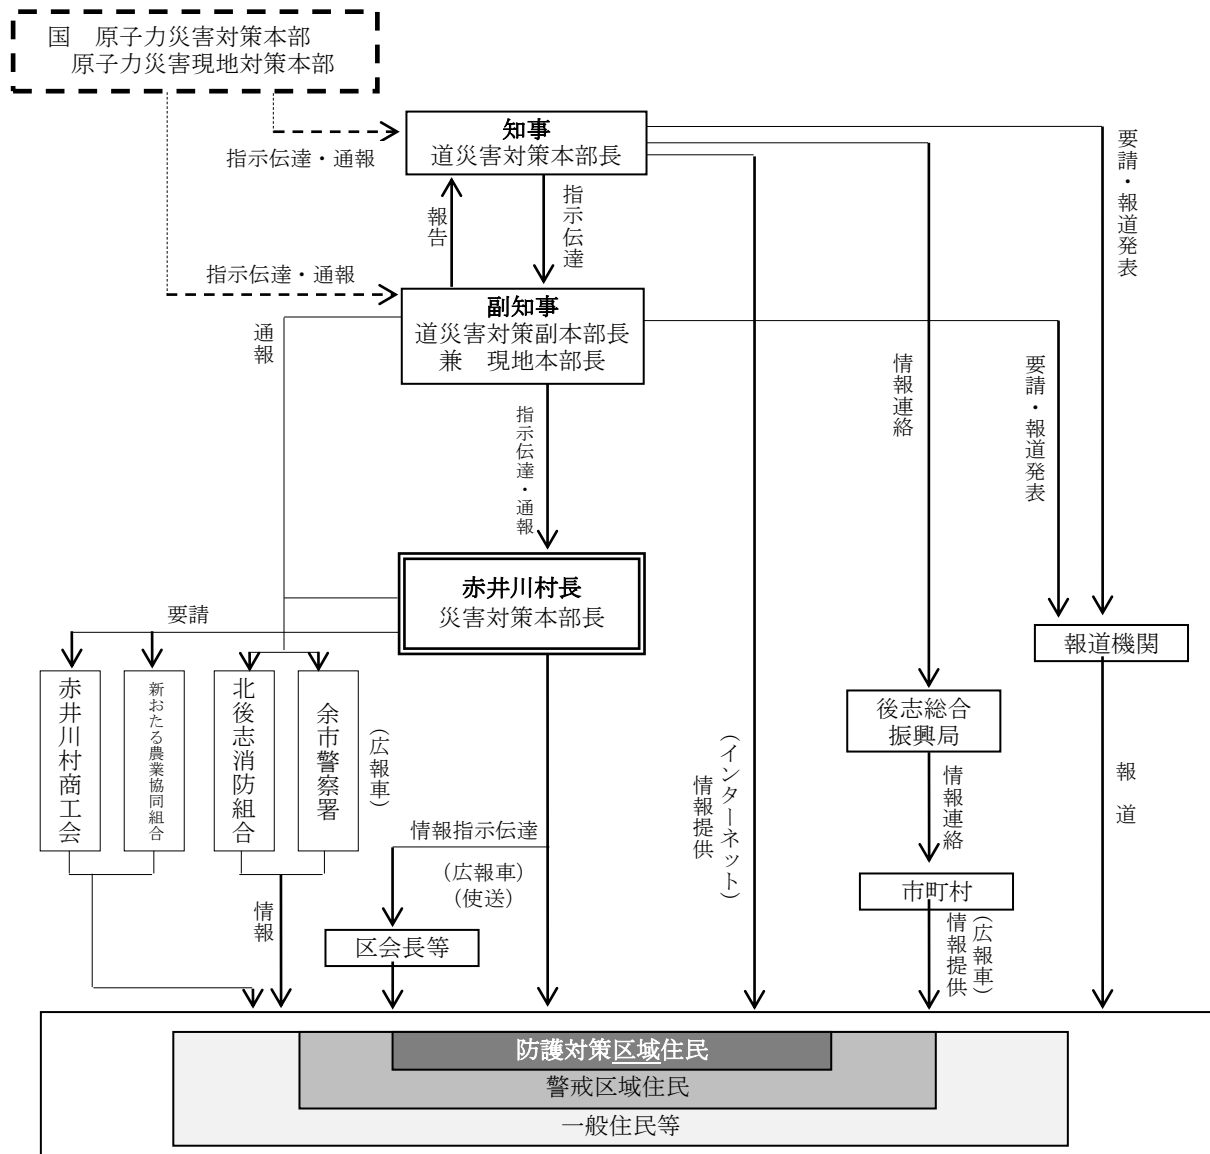 国　原子力災害対策本部
原子力災害現地対策本部
知事
道災害対策本部長
指示伝達・通報
要請・報道発表
報告
指示伝達
指示伝達・通報
副知事
道災害対策副本部長
兼　現地本部長
通報
情報連絡
要請・報道発表
指示伝達・通報
赤井川村長
災害対策本部長
要請
報道機関
赤井川村商工会
新おたる農業協同組合
北後志消防組合
余市警察署
(広報車)
後志総合
振興局
(インターネット)
情報提供
情報連絡
報　道
情報指示伝達
(広報車)
(使送)
市町村
情報
区会長等
(広報車)
情報提供
防護対策区域住民
警戒区域住民
一般住民等